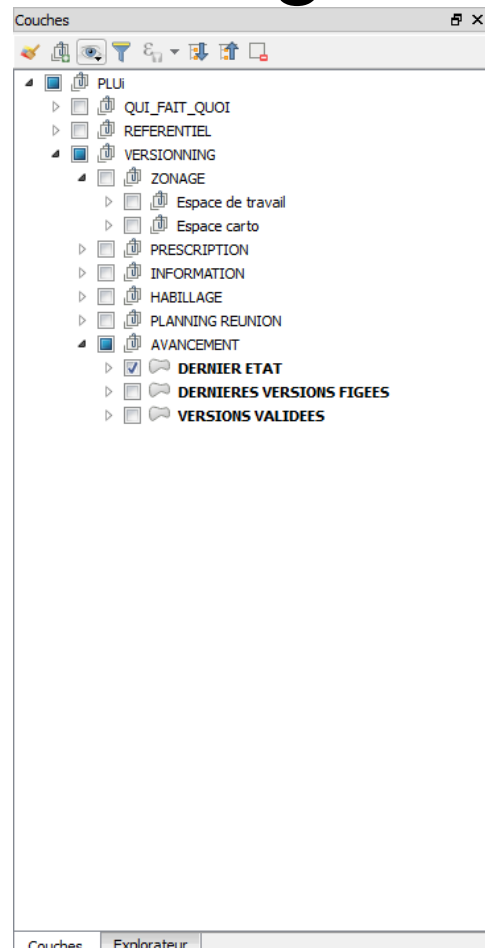 Couches
PLUi
QUI_FAIT_QUOI
REFERENTIEL
VERSIONNING
ZONAGE
Espace de travail
Espace carto
PRESCRIPTION
INFORMATION
HABILLAGE
PLANNING REUNION
AVANCEMENT
DERNIER ETAT
DERNIERES VERSIONS FIGEES
VERSIONS VALIDEES
Couches Explorateur